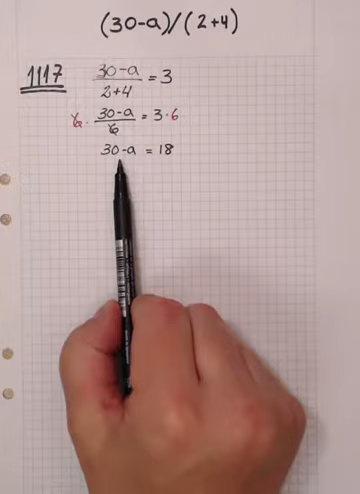 (30-a)/(2+4)
1117
30-a / 2+4 = 3
6 · 30-a / 6 = 3·6
30-a = 18